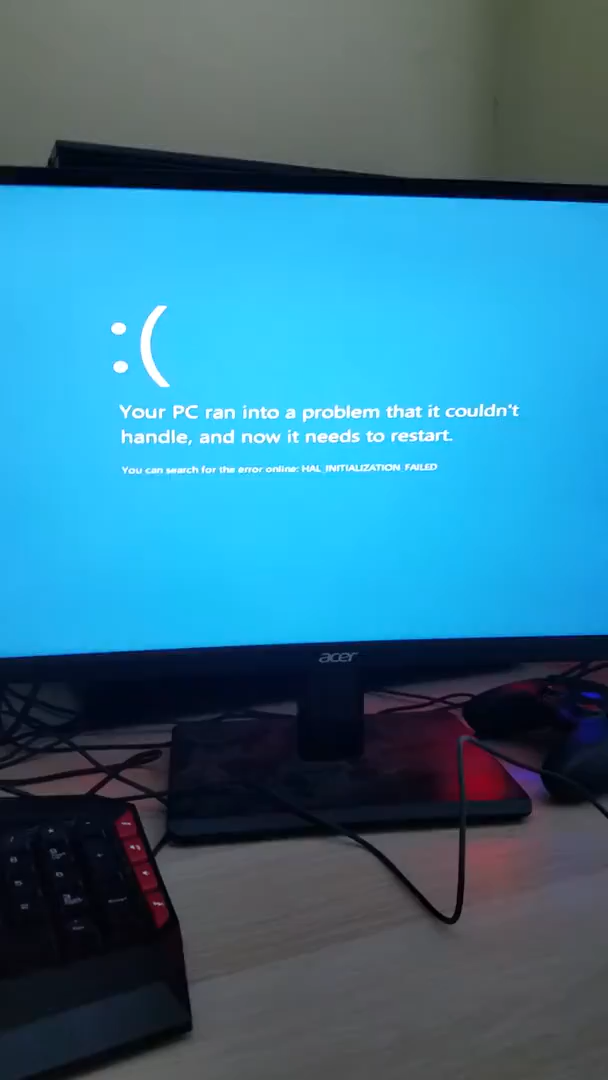 :(
Your PC ran into a problem that it couldn't
handle, and now it needs to restart.
You can search for the error online: HAL_INITIALIZATION_FAILED
acer